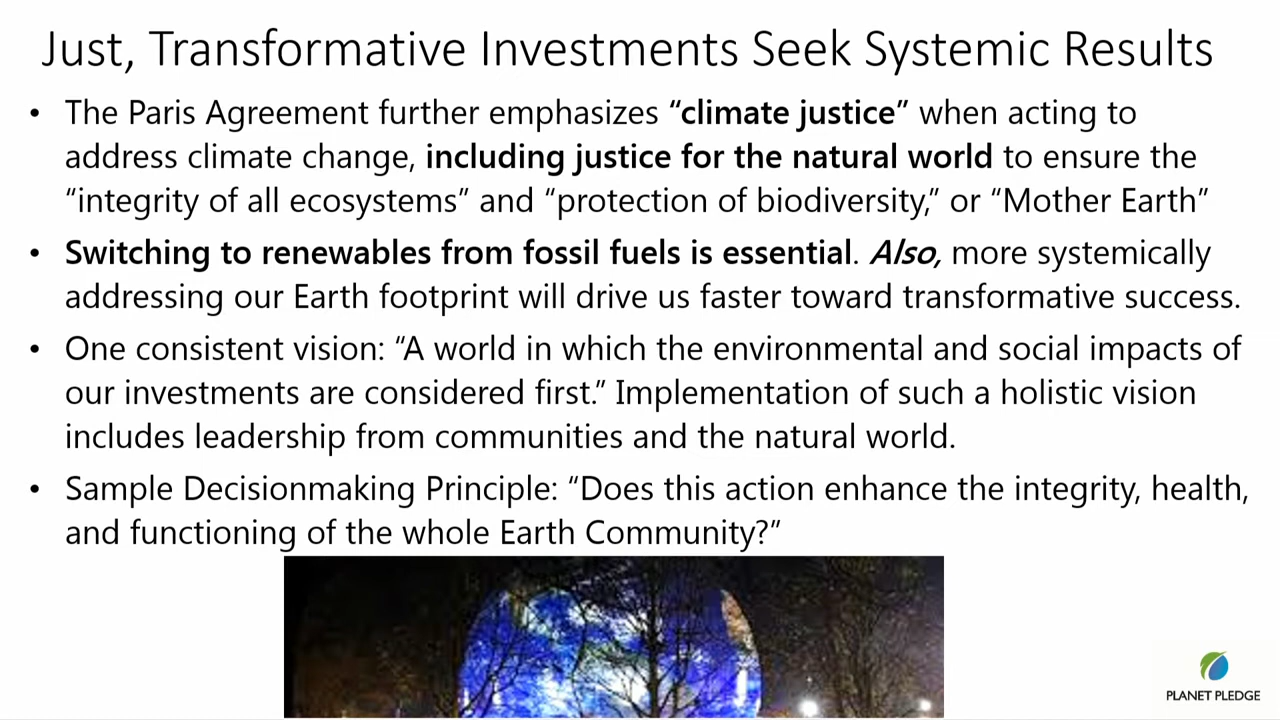 Just, Transformative Investments Seek Systemic Results
• The Paris Agreement further emphasizes “climate justice” when acting to
address climate change, including justice for the natural world to ensure the
“integrity of all ecosystems” and “protection of biodiversity,” or “Mother Earth”
• Switching to renewables from fossil fuels is essential. Also, more systemically
addressing our Earth footprint will drive us faster toward transformative success.
• One consistent vision: “A world in which the environmental and social impacts of
our investments are considered first.” Implementation of such a holistic vision
includes leadership from communities and the natural world.
• Sample Decisionmaking Principle: “Does this action enhance the integrity, health,
and functioning of the whole Earth Community?”
PLANET PLEDGE